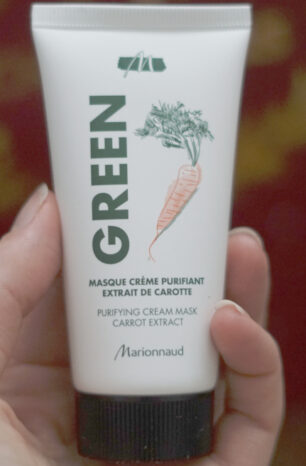 M
GREEN
MASQUE CRÈME PURIFIANT
EXTRAIT DE CAROTTE
PURIFYING CREAM MASK
CARROT EXTRACT
Marionnaud